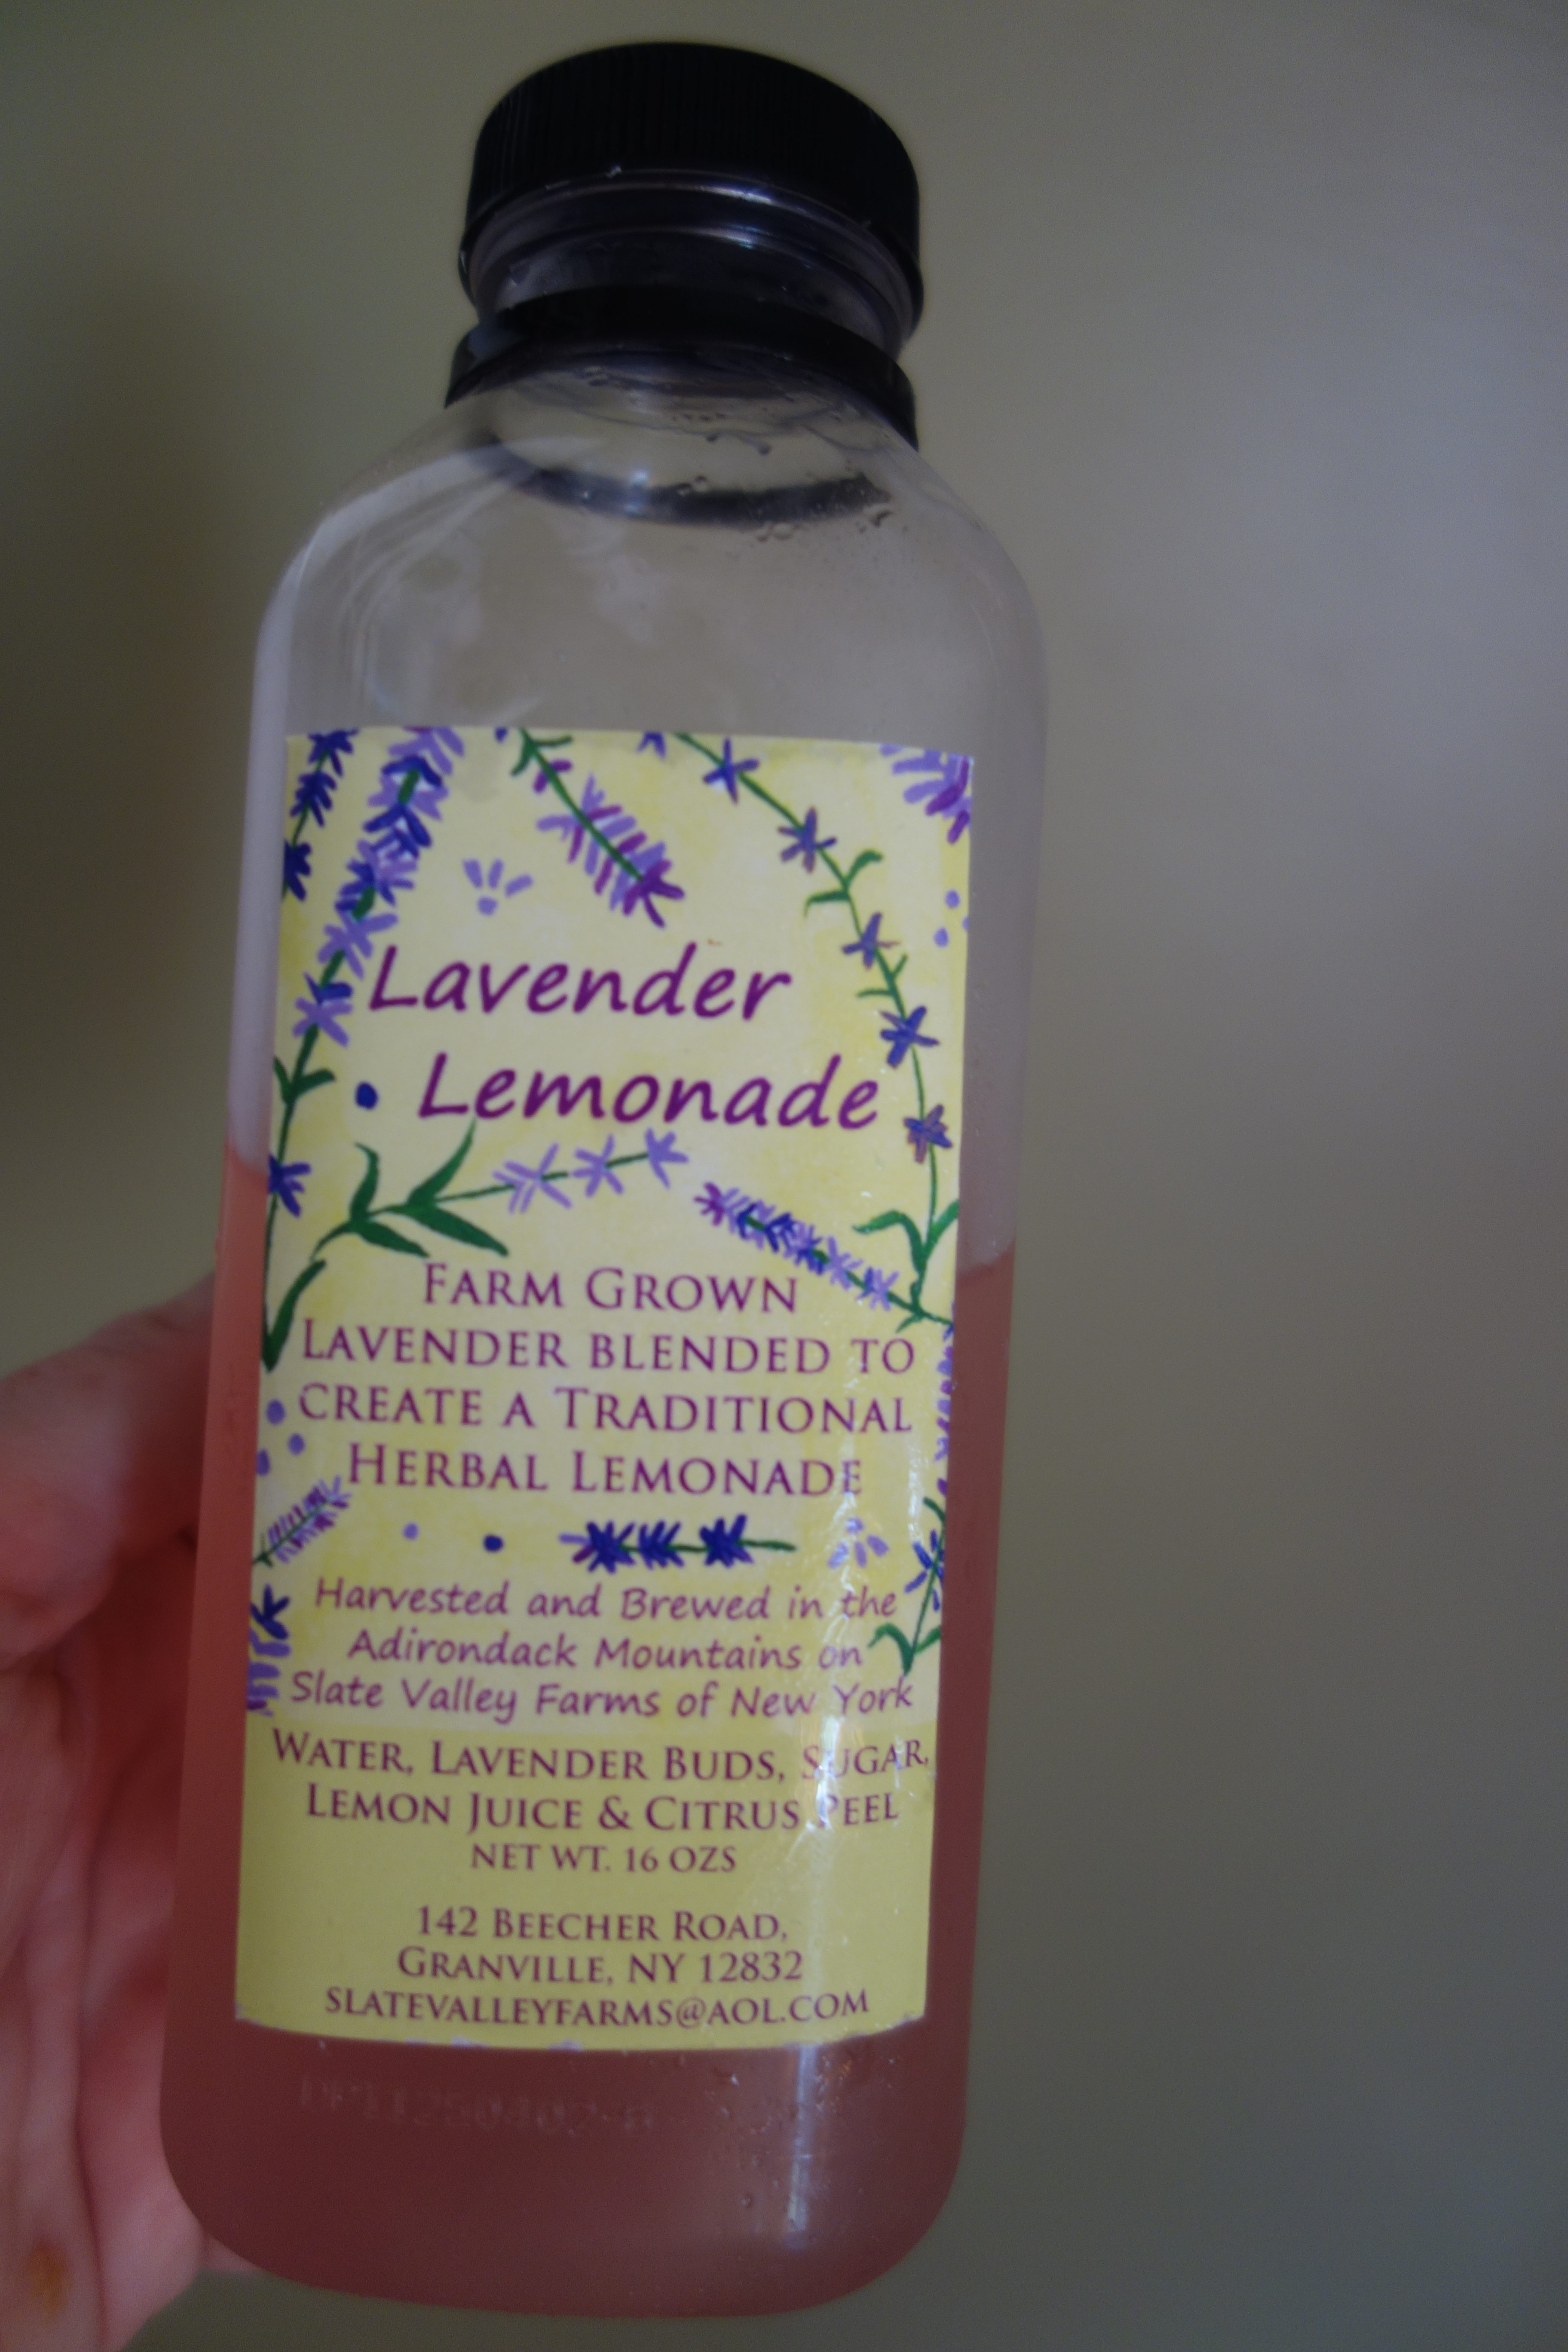 Lavender
Lemonade
FARM GROWN
LAVENDER BLENDED TO
CREATE A TRADITIONAL
HERBAL LEMONADE
Harvested and Brewed in the
Adirondack Mountains on
Slate Valley Farms of New York
WATER, LAVENDER BUDS, SUGAR,
LEMON JUICE & CITRUS PEEL
NET WT. 16 OZS
142 BEECHER ROAD,
GRANVILLE, NY 12832
SLATEVALLEYFARMS@AOL.COM